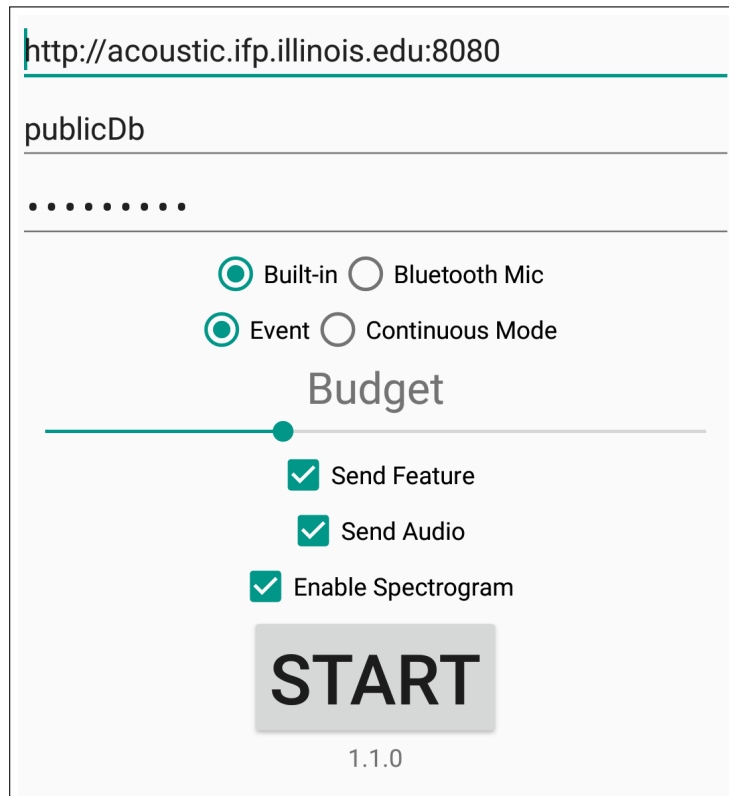 http://acoustic.ifp.illinois.edu:8080
publicDb
•••••••••
Built-in Bluetooth Mic
Event Continuous Mode
Budget
Send Feature
Send Audio
Enable Spectrogram
START
1.1.0